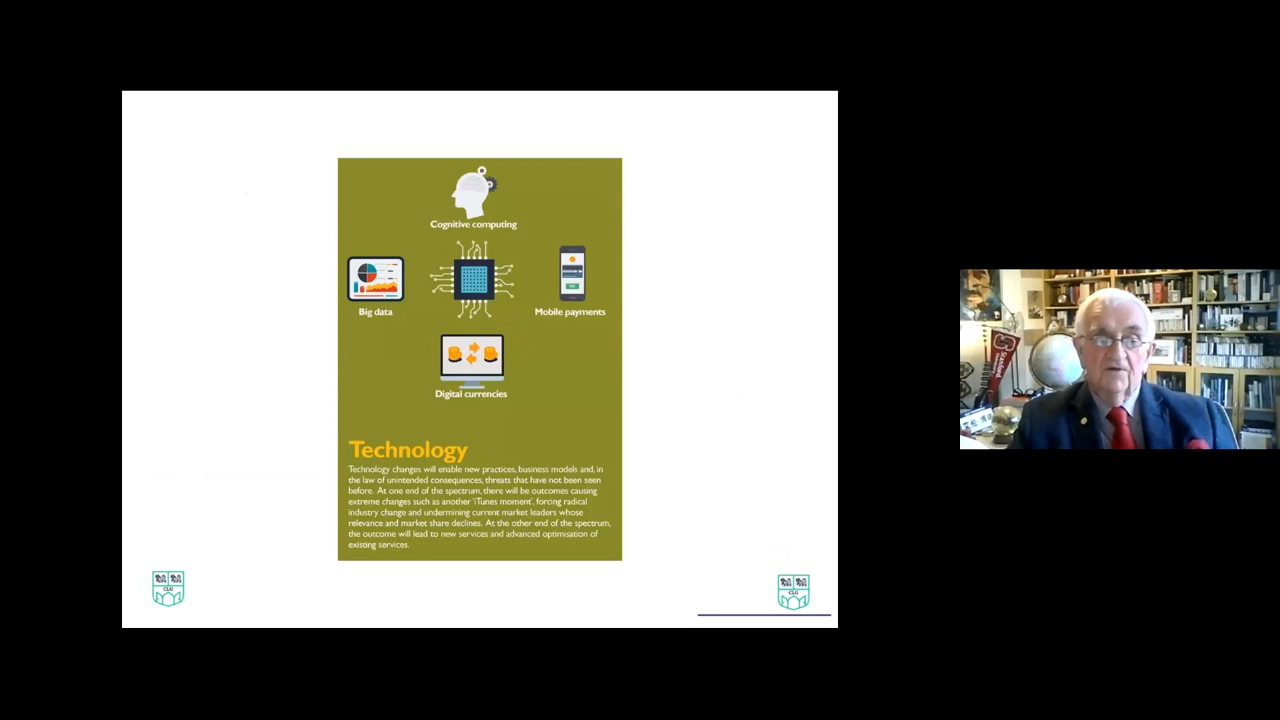 Cognitive computing
Big data
Mobile payments
Digital currencies
Technology
Technology changes will enable new practices, business models and, in
the law of unintended consequences, threats that have not been seen
before. At one end of the spectrum, there will be outcomes causing
extreme changes such as another 'iTunes moment', forcing radical
industry change and undermining current market leaders whose
relevance and market share declines. At the other end of the spectrum,
the outcome will lead to new services and advanced optimisation of
existing services.
CLG
CLG
Stanford